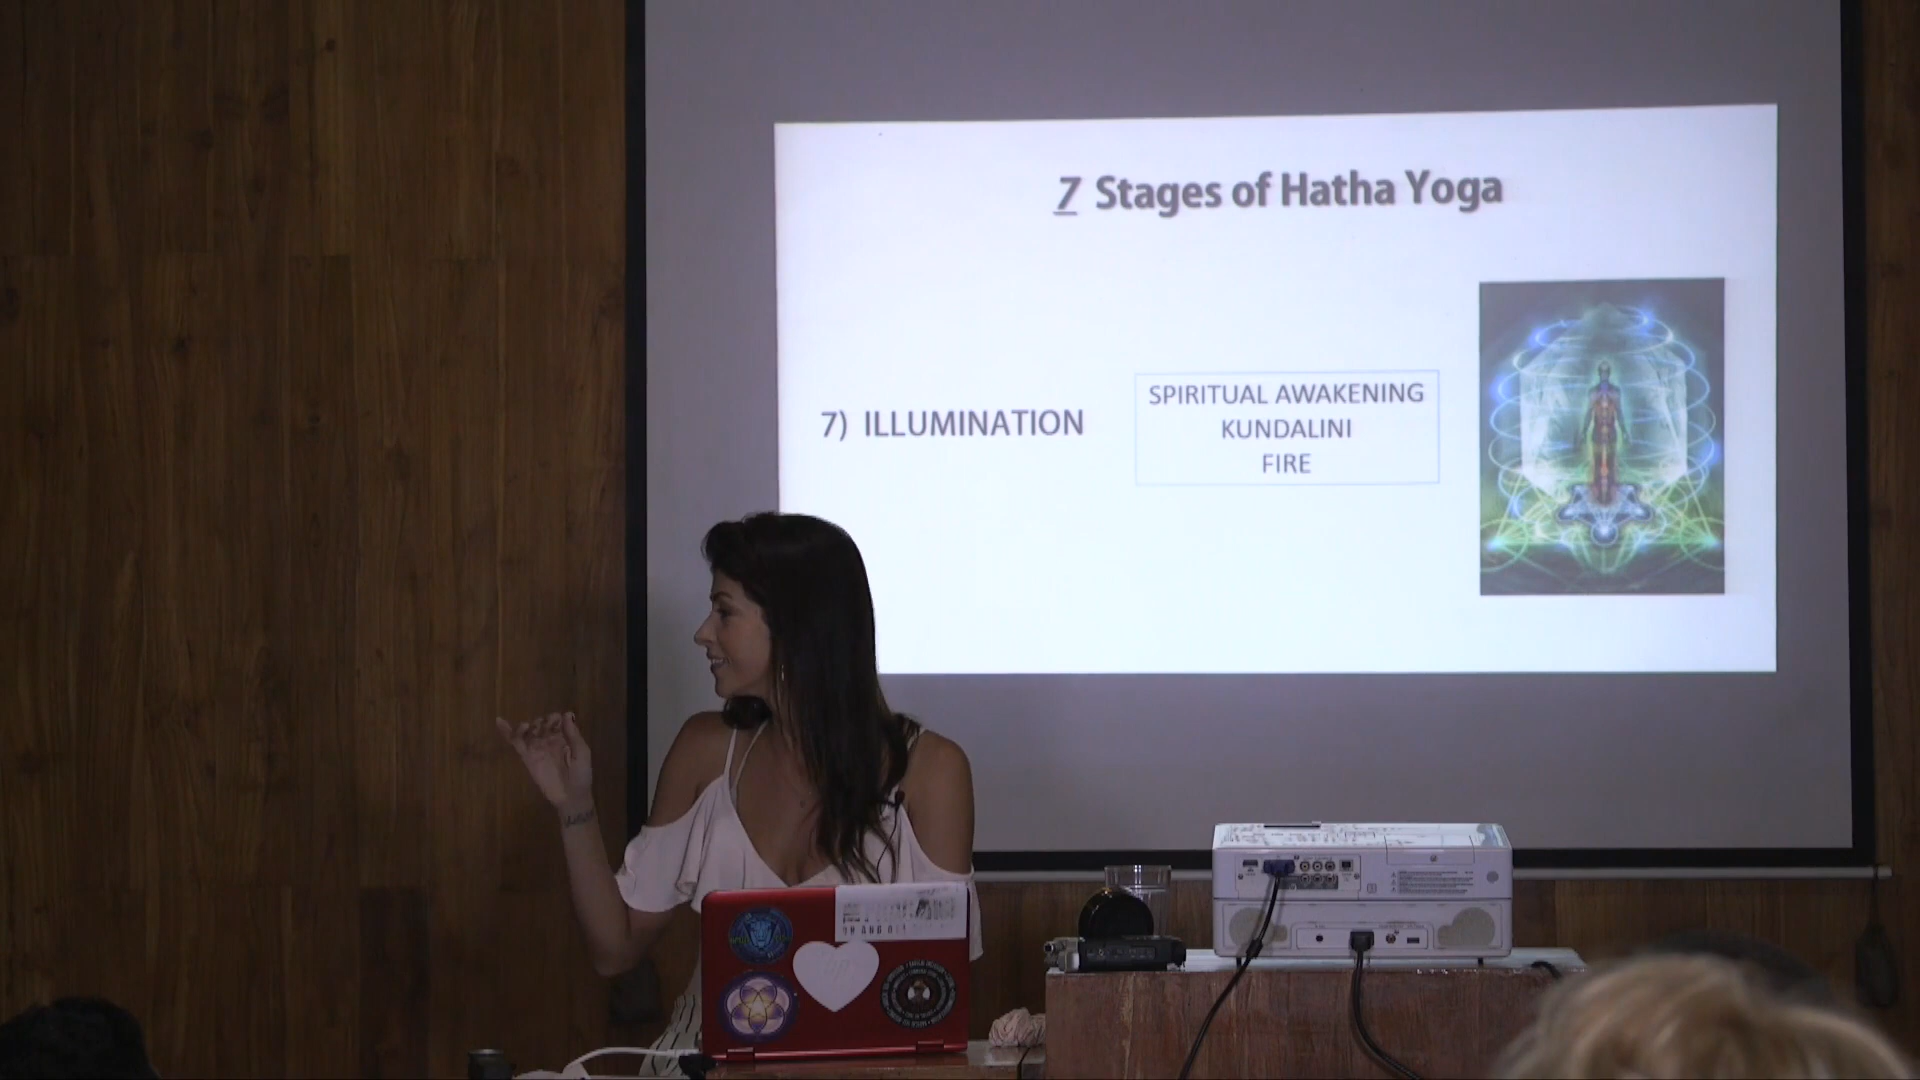 7 Stages of Hatha Yoga
7) ILLUMINATION
SPIRITUAL AWAKENING
KUNDALINI
FIRE